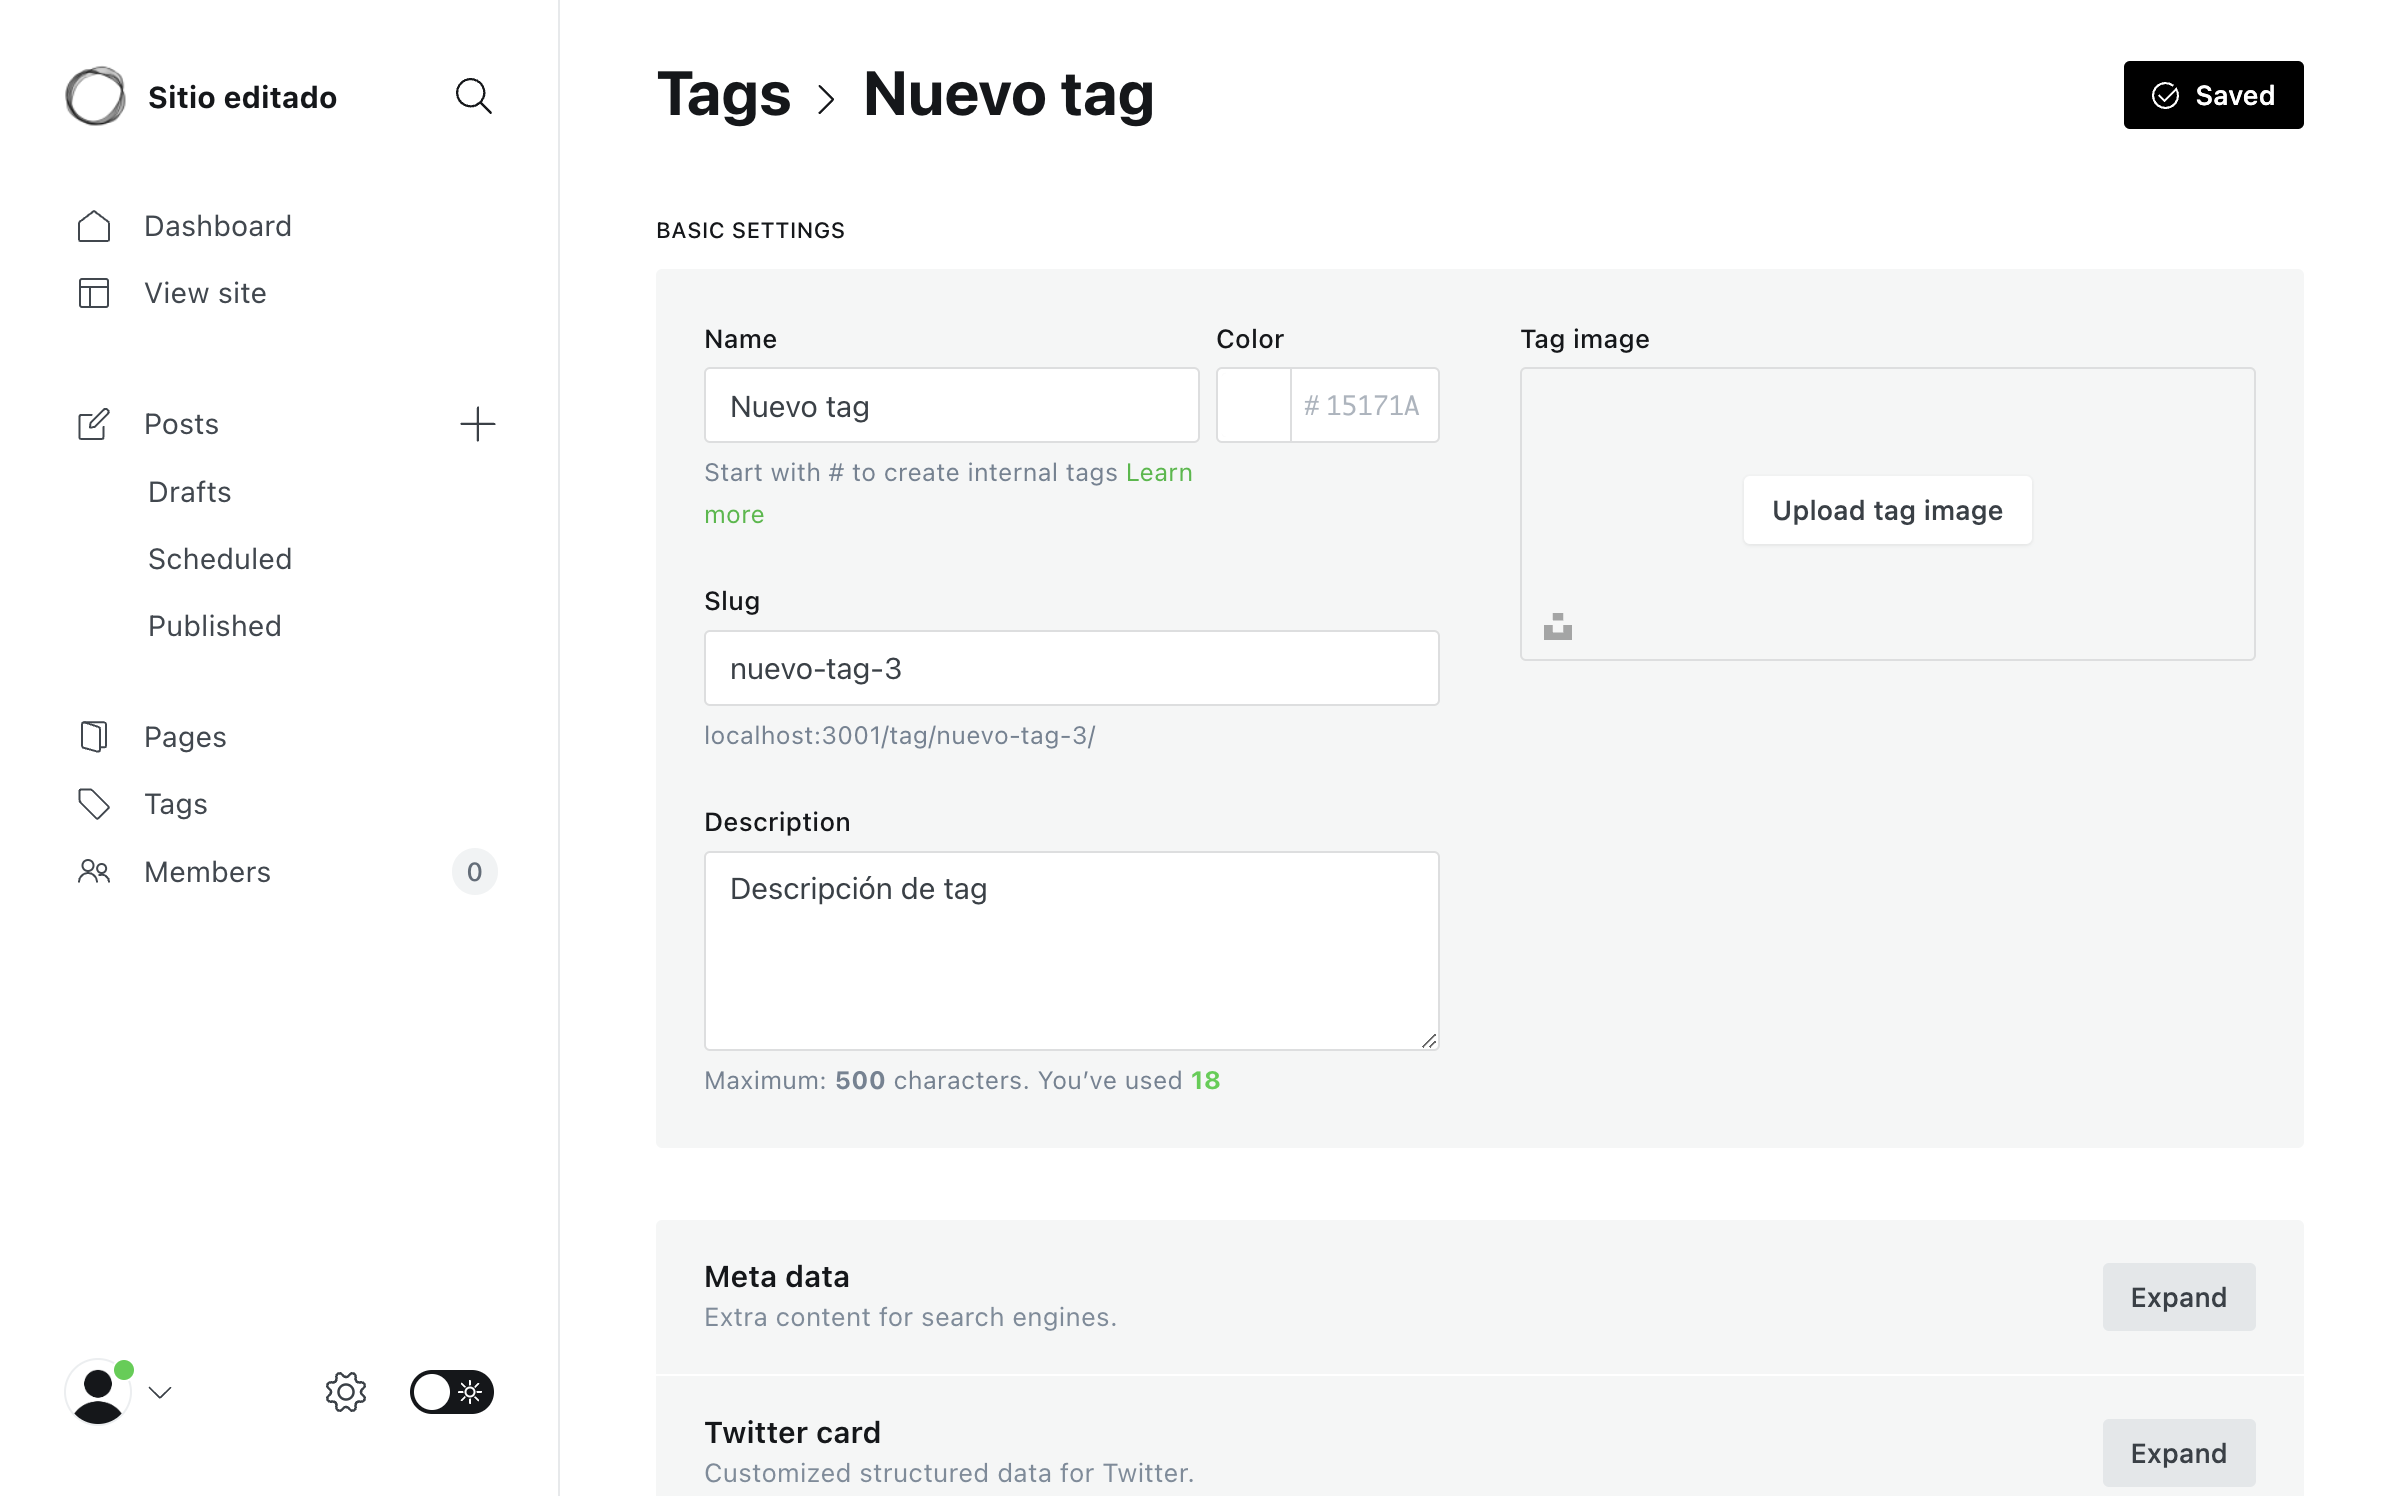 Sitio editado
Dashboard
View site
Posts
Drafts
Scheduled
Published
Pages
Tags
Members
0
Tags > Nuevo tag
Saved
BASIC SETTINGS
Name
Nuevo tag
Color
# 15171A
Start with # to create internal tags Learn
more
Slug
nuevo-tag-3
localhost:3001/tag/nuevo-tag-3/
Description
Descripción de tag
Maximum: 500 characters. You’ve used 18
Tag image
Upload tag image
Meta data
Extra content for search engines.
Expand
Twitter card
Customized structured data for Twitter.
Expand